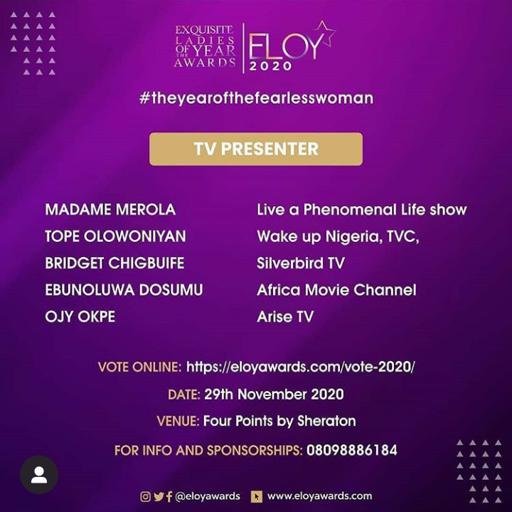 EXQUISITE
LADIES
OF THE YEAR
AWARDS
ELOY
2020
#theyearofthefearlesswoman
TV PRESENTER
MADAME MEROLA Live a Phenomenal Life show
TOPE OLOWONIYAN Wake up Nigeria, TVC,
BRIDGET CHIGBUIFE Silverbird TV
EBUNOLUWA DOSUMU Africa Movie Channel
OJY OKPE Arise TV
VOTE ONLINE: https://eloyawards.com/vote-2020/
DATE: 29th November 2020
VENUE: Four Points by Sheraton
FOR INFO AND SPONSORSHIPS: 08098886184
@eloyawards www.eloyawards.com